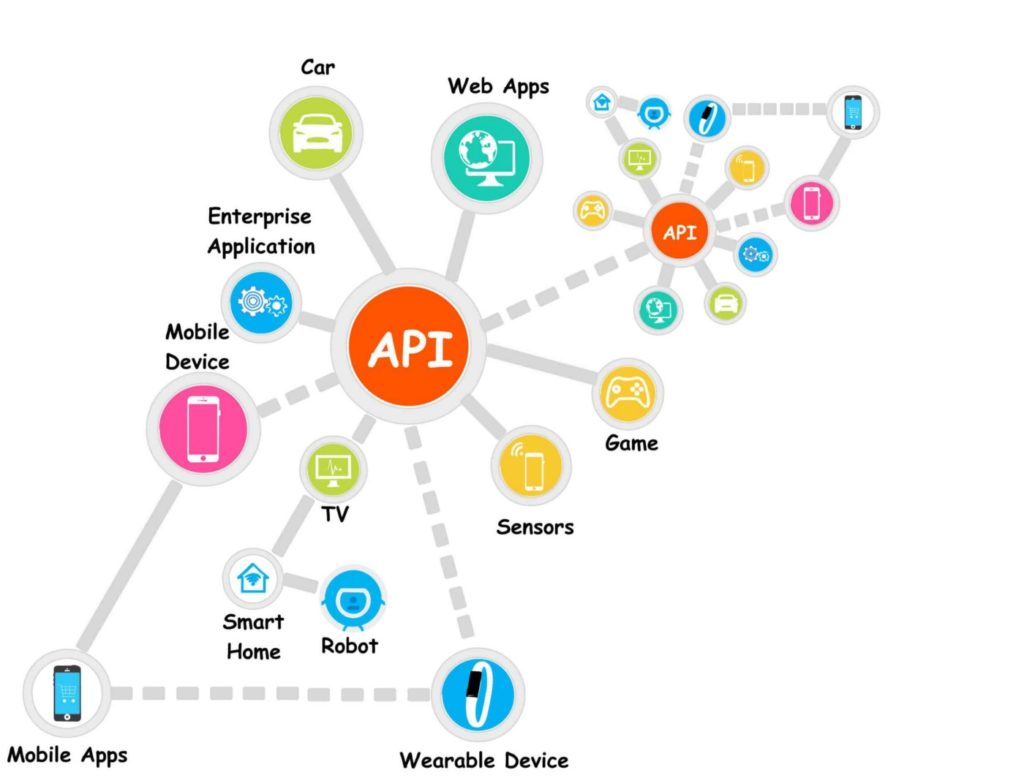 Car
Web Apps
Enterprise
Application
API
Mobile
Device
API
Game
TV
Sensors
Smart
Home
Robot
Mobile Apps
Wearable Device